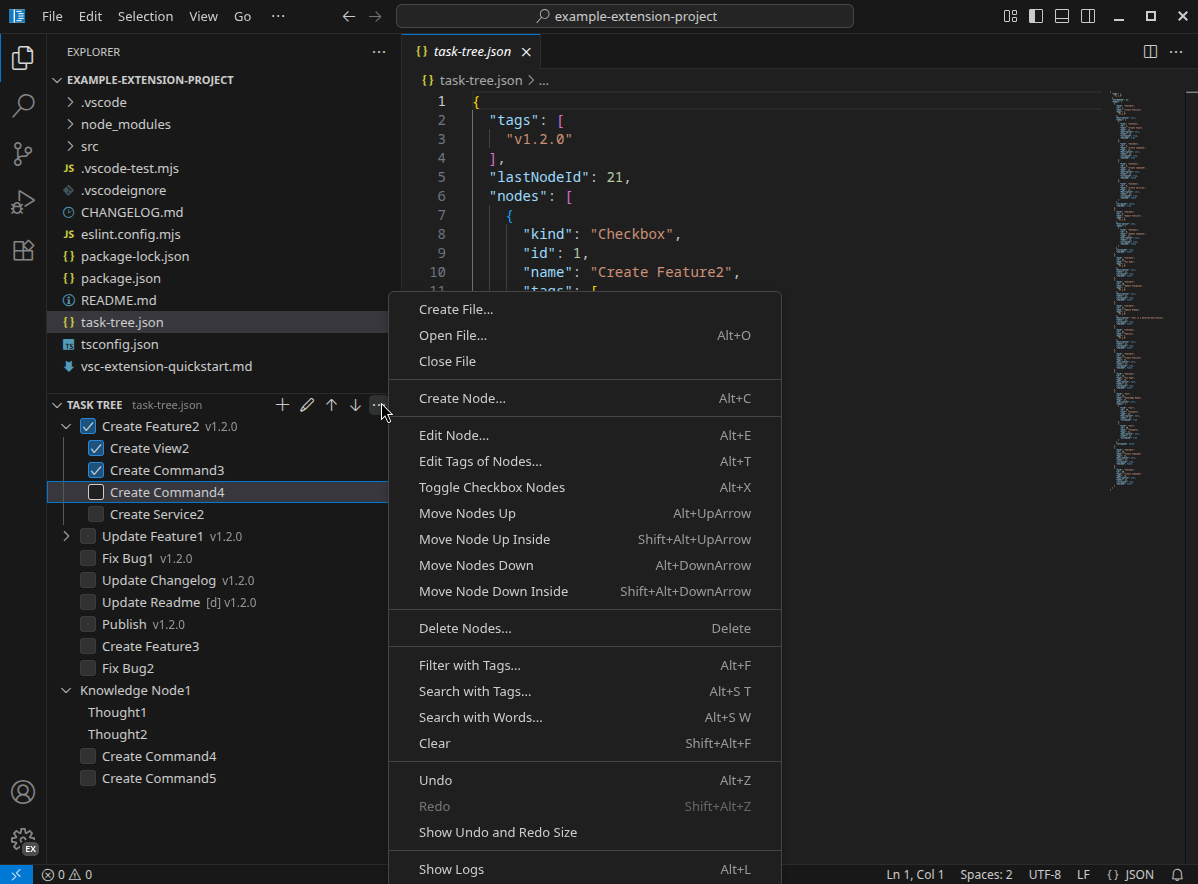 File Edit Selection View Go ···
example-extension-project
EXPLORER
EXAMPLE-EXTENSION-PROJECT
.vscode
node_modules
src
JS .vscode-test.mjs
.vscodeignore
CHANGELOG.md
JS eslint.config.mjs
{} package-lock.json
{} package.json
README.md
{} task-tree.json
tsconfig.json
vsc-extension-quickstart.md
TASK TREE task-tree.json
Create Feature2 v1.2.0
Create View2
Create Command3
Create Command4
Create Service2
Update Feature1 v1.2.0
Fix Bug1 v1.2.0
Update Changelog v1.2.0
Update Readme [d] v1.2.0
Publish v1.2.0
Create Feature3
Fix Bug2
Knowledge Node1
Thought1
Thought2
Create Command4
Create Command5
{} task-tree.json
{} task-tree.json > ...
1 {
2 "tags": [
3 "v1.2.0"
4 ],
5 "lastNodeId": 21,
6 "nodes": [
7 {
8 "kind": "Checkbox",
9 "id": 1,
10 "name": "Create Feature2",
11 "tags": [
Create File...
Open File... Alt+O
Close File
Create Node... Alt+C
Edit Node... Alt+E
Edit Tags of Nodes... Alt+T
Toggle Checkbox Nodes Alt+X
Move Nodes Up Alt+UpArrow
Move Node Up Inside Shift+Alt+UpArrow
Move Nodes Down Alt+DownArrow
Move Node Down Inside Shift+Alt+DownArrow
Delete Nodes... Delete
Filter with Tags... Alt+F
Search with Tags... Alt+S T
Search with Words... Alt+S W
Clear Shift+Alt+F
Undo Alt+Z
Redo Shift+Alt+Z
Show Undo and Redo Size
Show Logs Alt+L
EX
0 0
Ln 1, Col 1 Spaces: 2 UTF-8 LF {} JSON